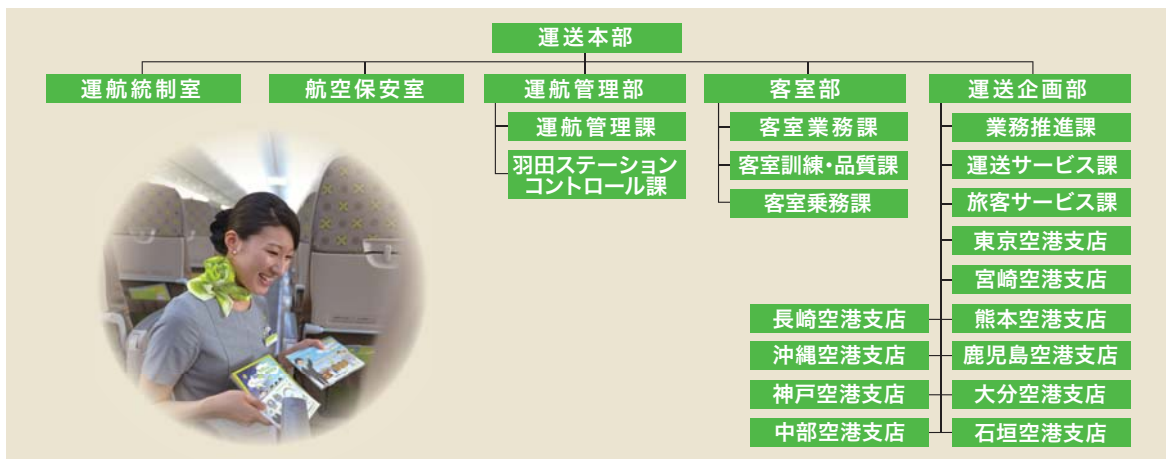 運送本部
運航統制室
航空保安室
運航管理部
客室部
運送企画部
運航管理課
羽田ステーション
コントロール課
客室業務課
客室訓練・品質課
客室乗務課
業務推進課
運送サービス課
旅客サービス課
東京空港支店
宮崎空港支店
長崎空港支店
熊本空港支店
沖縄空港支店
鹿児島空港支店
神戸空港支店
大分空港支店
中部空港支店
石垣空港支店